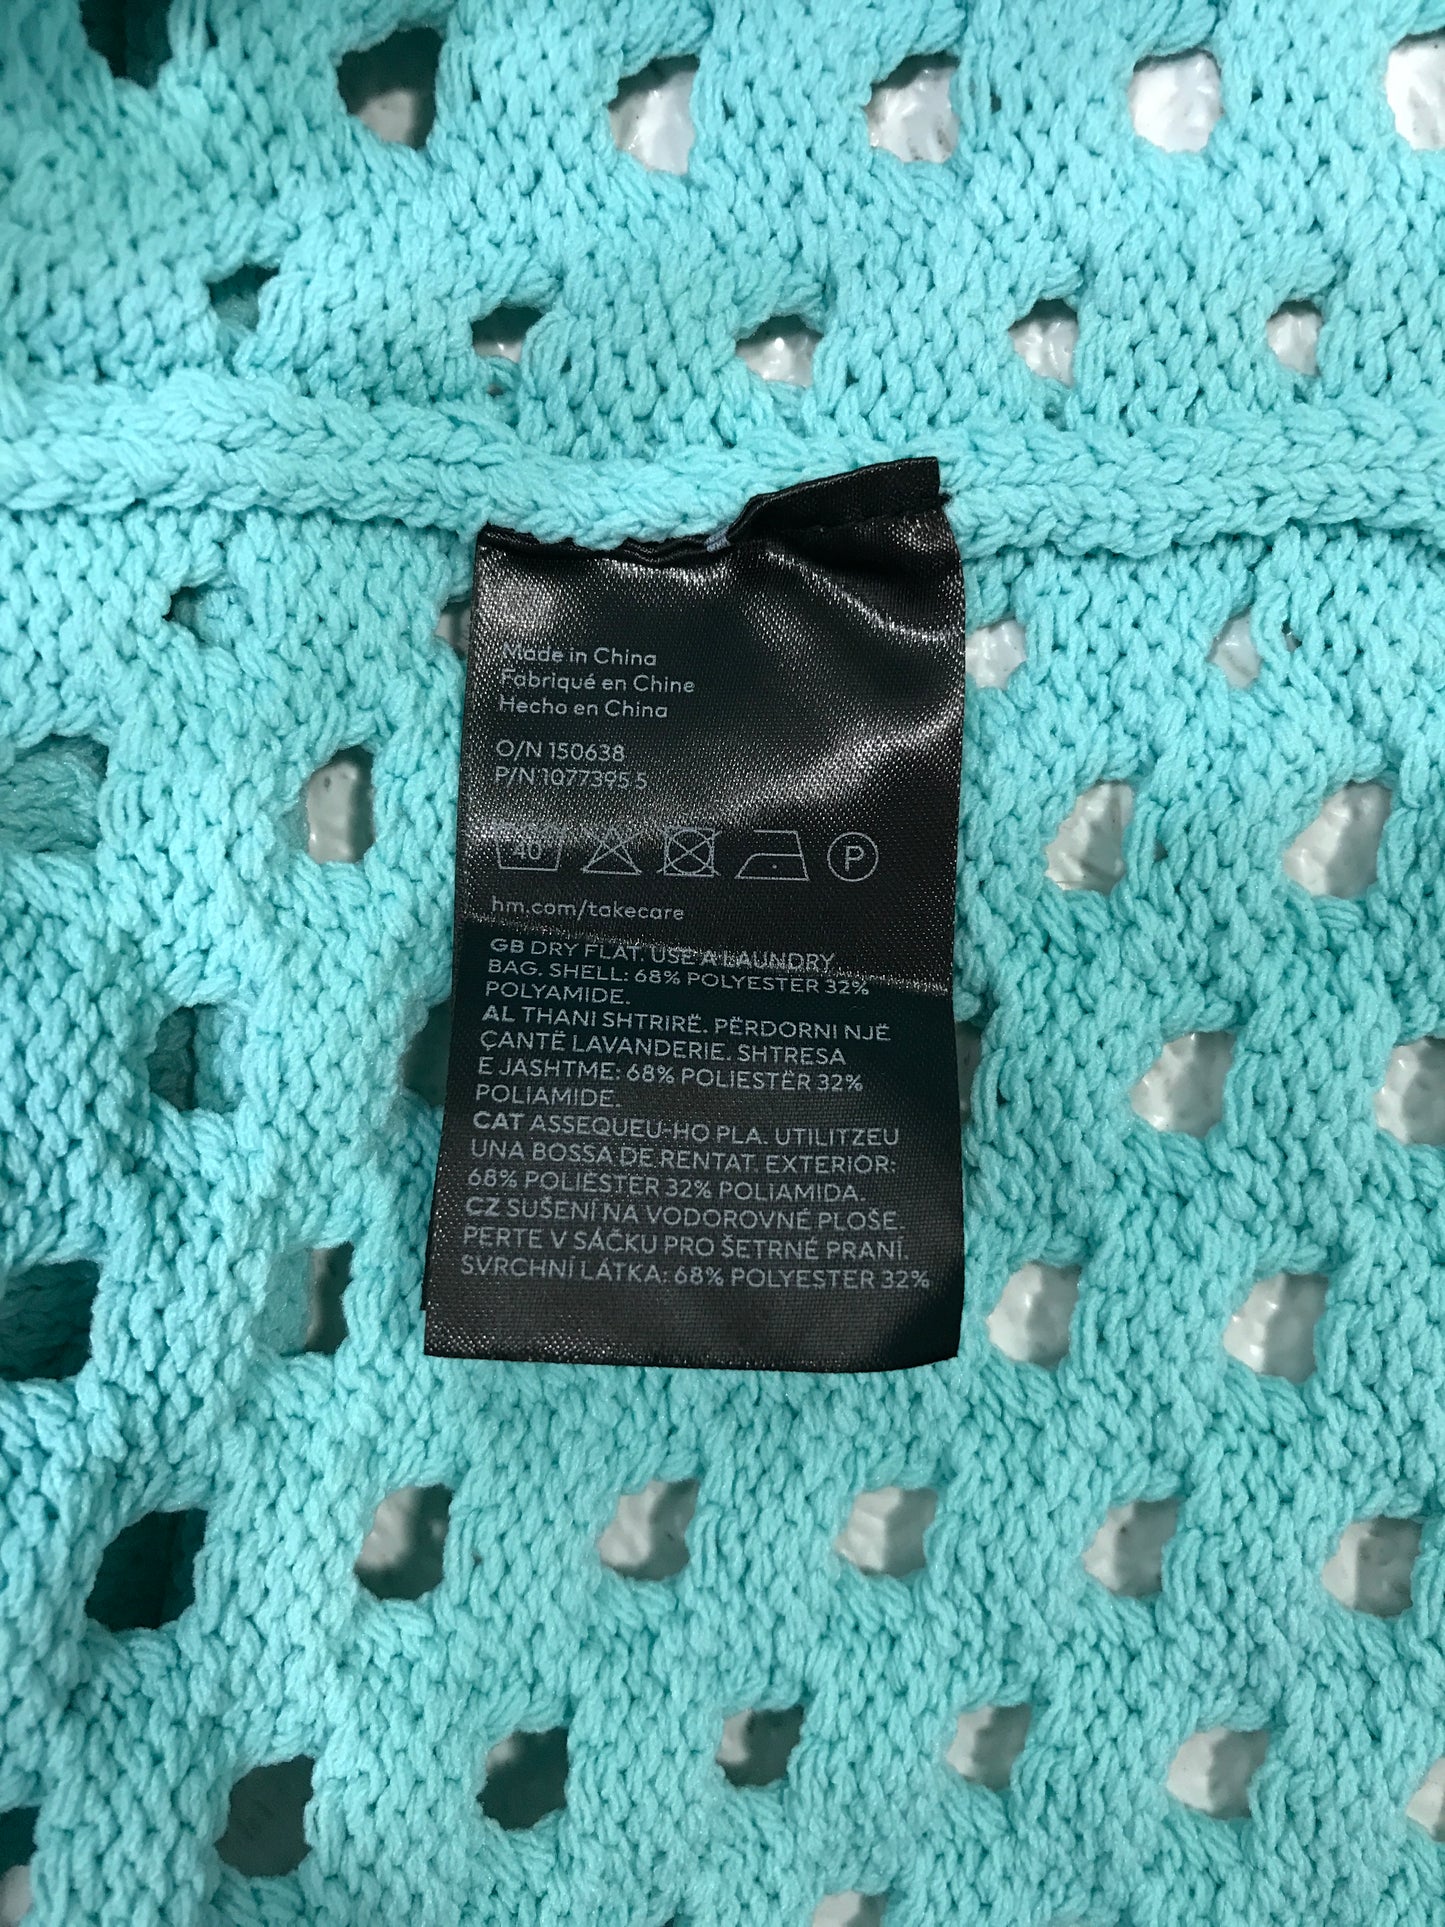 Made in China
Fabriqué en Chine
Hecho en China
O/N 150638
P/N 1077395 5
40
P
hm.com/takecare
GB DRY FLAT. USE A LAUNDRY
BAG. SHELL: 68% POLYESTER 32%
POLYAMIDE.
AL THANI SHTRIRË. PËRDORNI NJË
ÇANTË LAVANDERIE. SHTRESA
E JASHTME: 68% POLIESTËR 32%
POLIAMIDE.
CAT ASSEQUEU-HO PLA. UTILITZEU
UNA BOSSA DE RENTAT. EXTERIOR:
68% POLIÈSTER 32% POLIAMIDA.
CZ SUŠENÍ NA VODOROVNÉ PLOŠE.
PERTE V SÁČKU PRO ŠETRNÉ PRANÍ.
SVRCHNÍ LÁTKA: 68% POLYESTER 32%